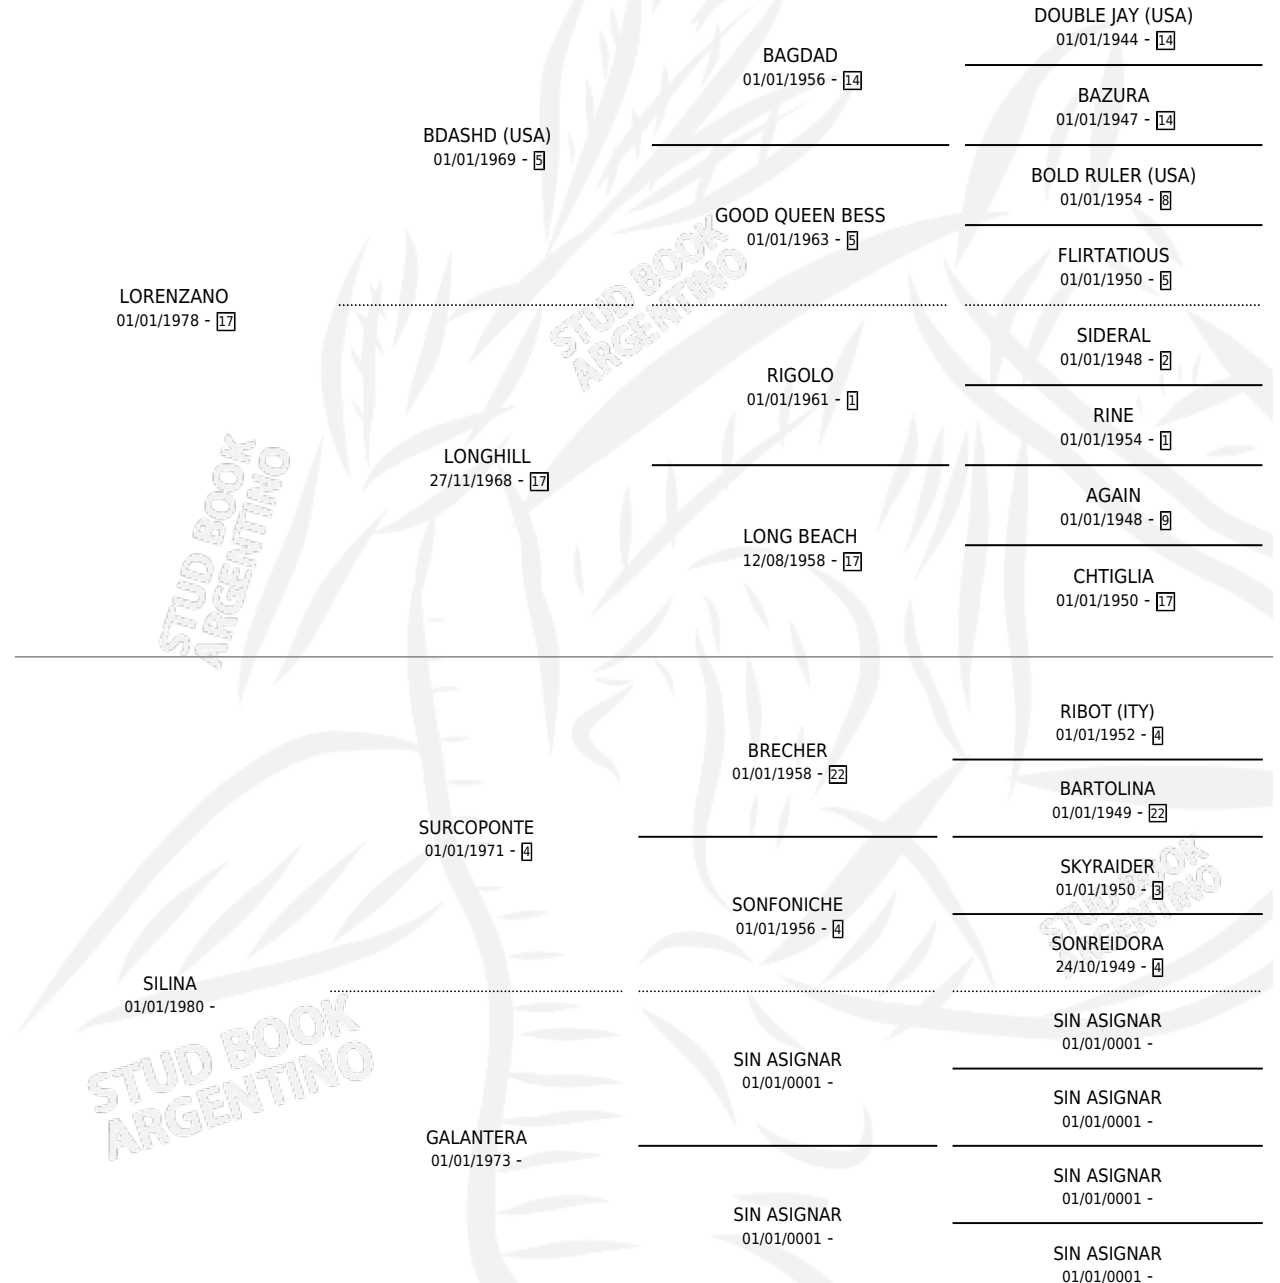 DOUBLE JAY (USA)
01/01/1944 - 14
BAGDAD
01/01/1956 - 14
BAZURA
01/01/1947 - 14
BDASHD (USA)
01/01/1969 - 5
BOLD RULER (USA)
01/01/1954 - 8
GOOD QUEEN BESS
01/01/1963 - 5
FLIRTATIOUS
01/01/1950 - 5
LORENZANO
01/01/1978 - 17
SIDERAL
01/01/1948 - 2
RIGOLO
01/01/1961 - 1
RINE
01/01/1954 - 1
LONGHILL
27/11/1968 - 17
AGAIN
01/01/1948 - 9
LONG BEACH
12/08/1958 - 17
CHTIGLIA
01/01/1950 - 17
RIBOT (ITY)
01/01/1952 - 4
BRECHER
01/01/1958 - 22
BARTOLINA
01/01/1949 - 22
SURCOPONTE
01/01/1971 - 4
SKYRAIDER
01/01/1950 - 3
SONFONICHE
01/01/1956 - 4
SONREIDORA
24/10/1949 - 4
SILINA
01/01/1980 -
SIN ASIGNAR
01/01/0001 -
SIN ASIGNAR
01/01/0001 -
SIN ASIGNAR
01/01/0001 -
GALANTERA
01/01/1973 -
SIN ASIGNAR
01/01/0001 -
SIN ASIGNAR
01/01/0001 -
SIN ASIGNAR
01/01/0001 -
STUD BOOK
ARGENTINO
STUD BOOK
ARGENTINO
STUD BOOK
ARGENTINO
STUD BOOK
ARGENTINO